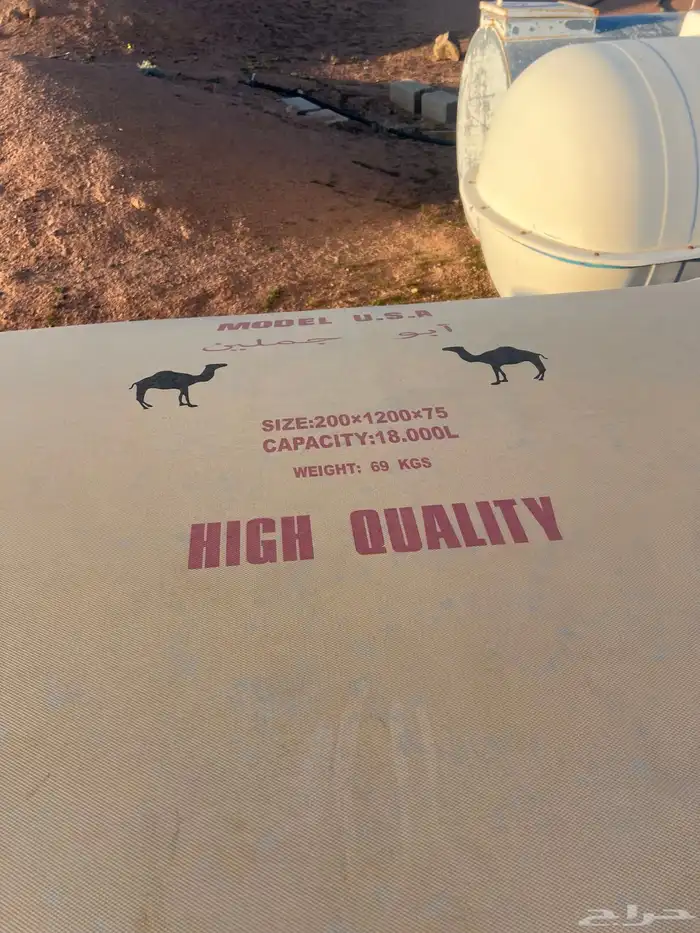 MODEL U.S.A
أبو جملين
SIZE:200×1200×75
CAPACITY:18.000L
WEIGHT: 69 KGS
HIGH QUALITY
حراج